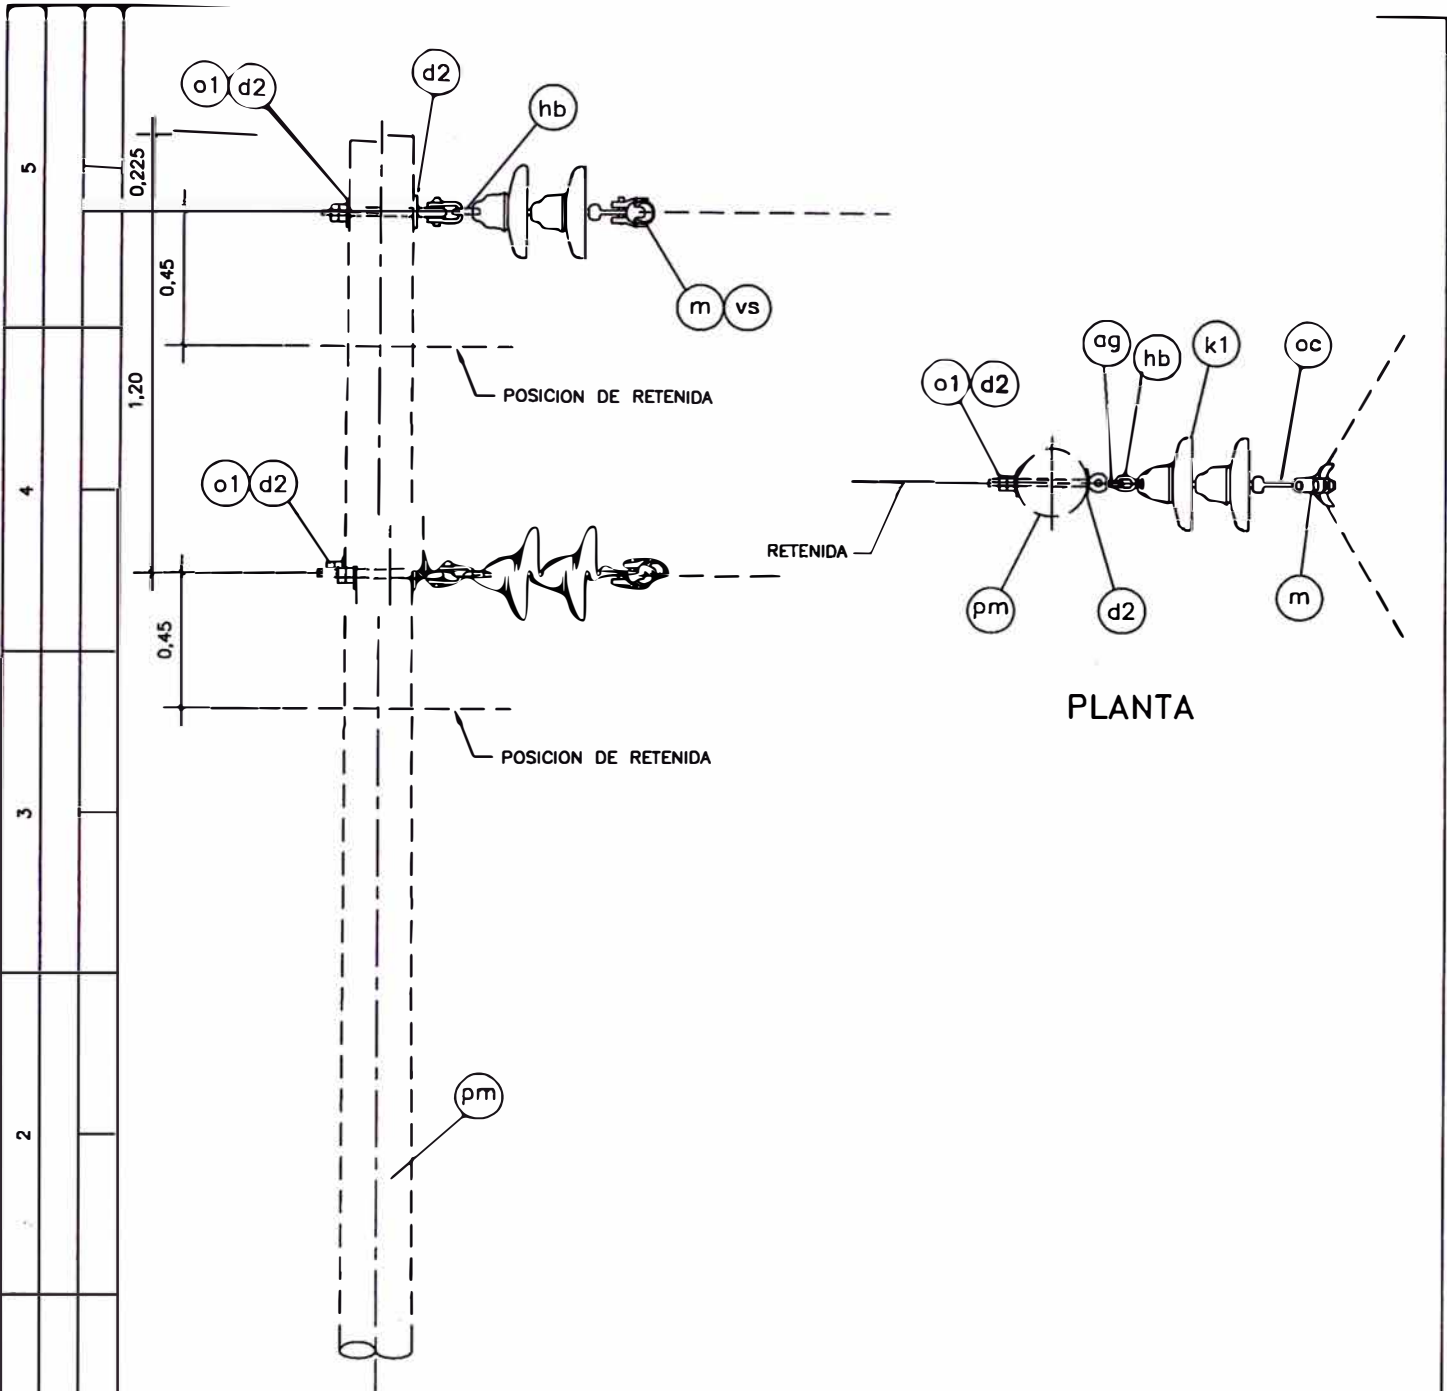 5
4
3
2
o1 d2
d2
hb
0,225
0,45
1,20
m vs
POSICION DE RETENIDA
o1 d2
0,45
POSICION DE RETENIDA
pm
o1 d2
ag
hb
k1
oc
RETENIDA
pm
d2
m
PLANTA